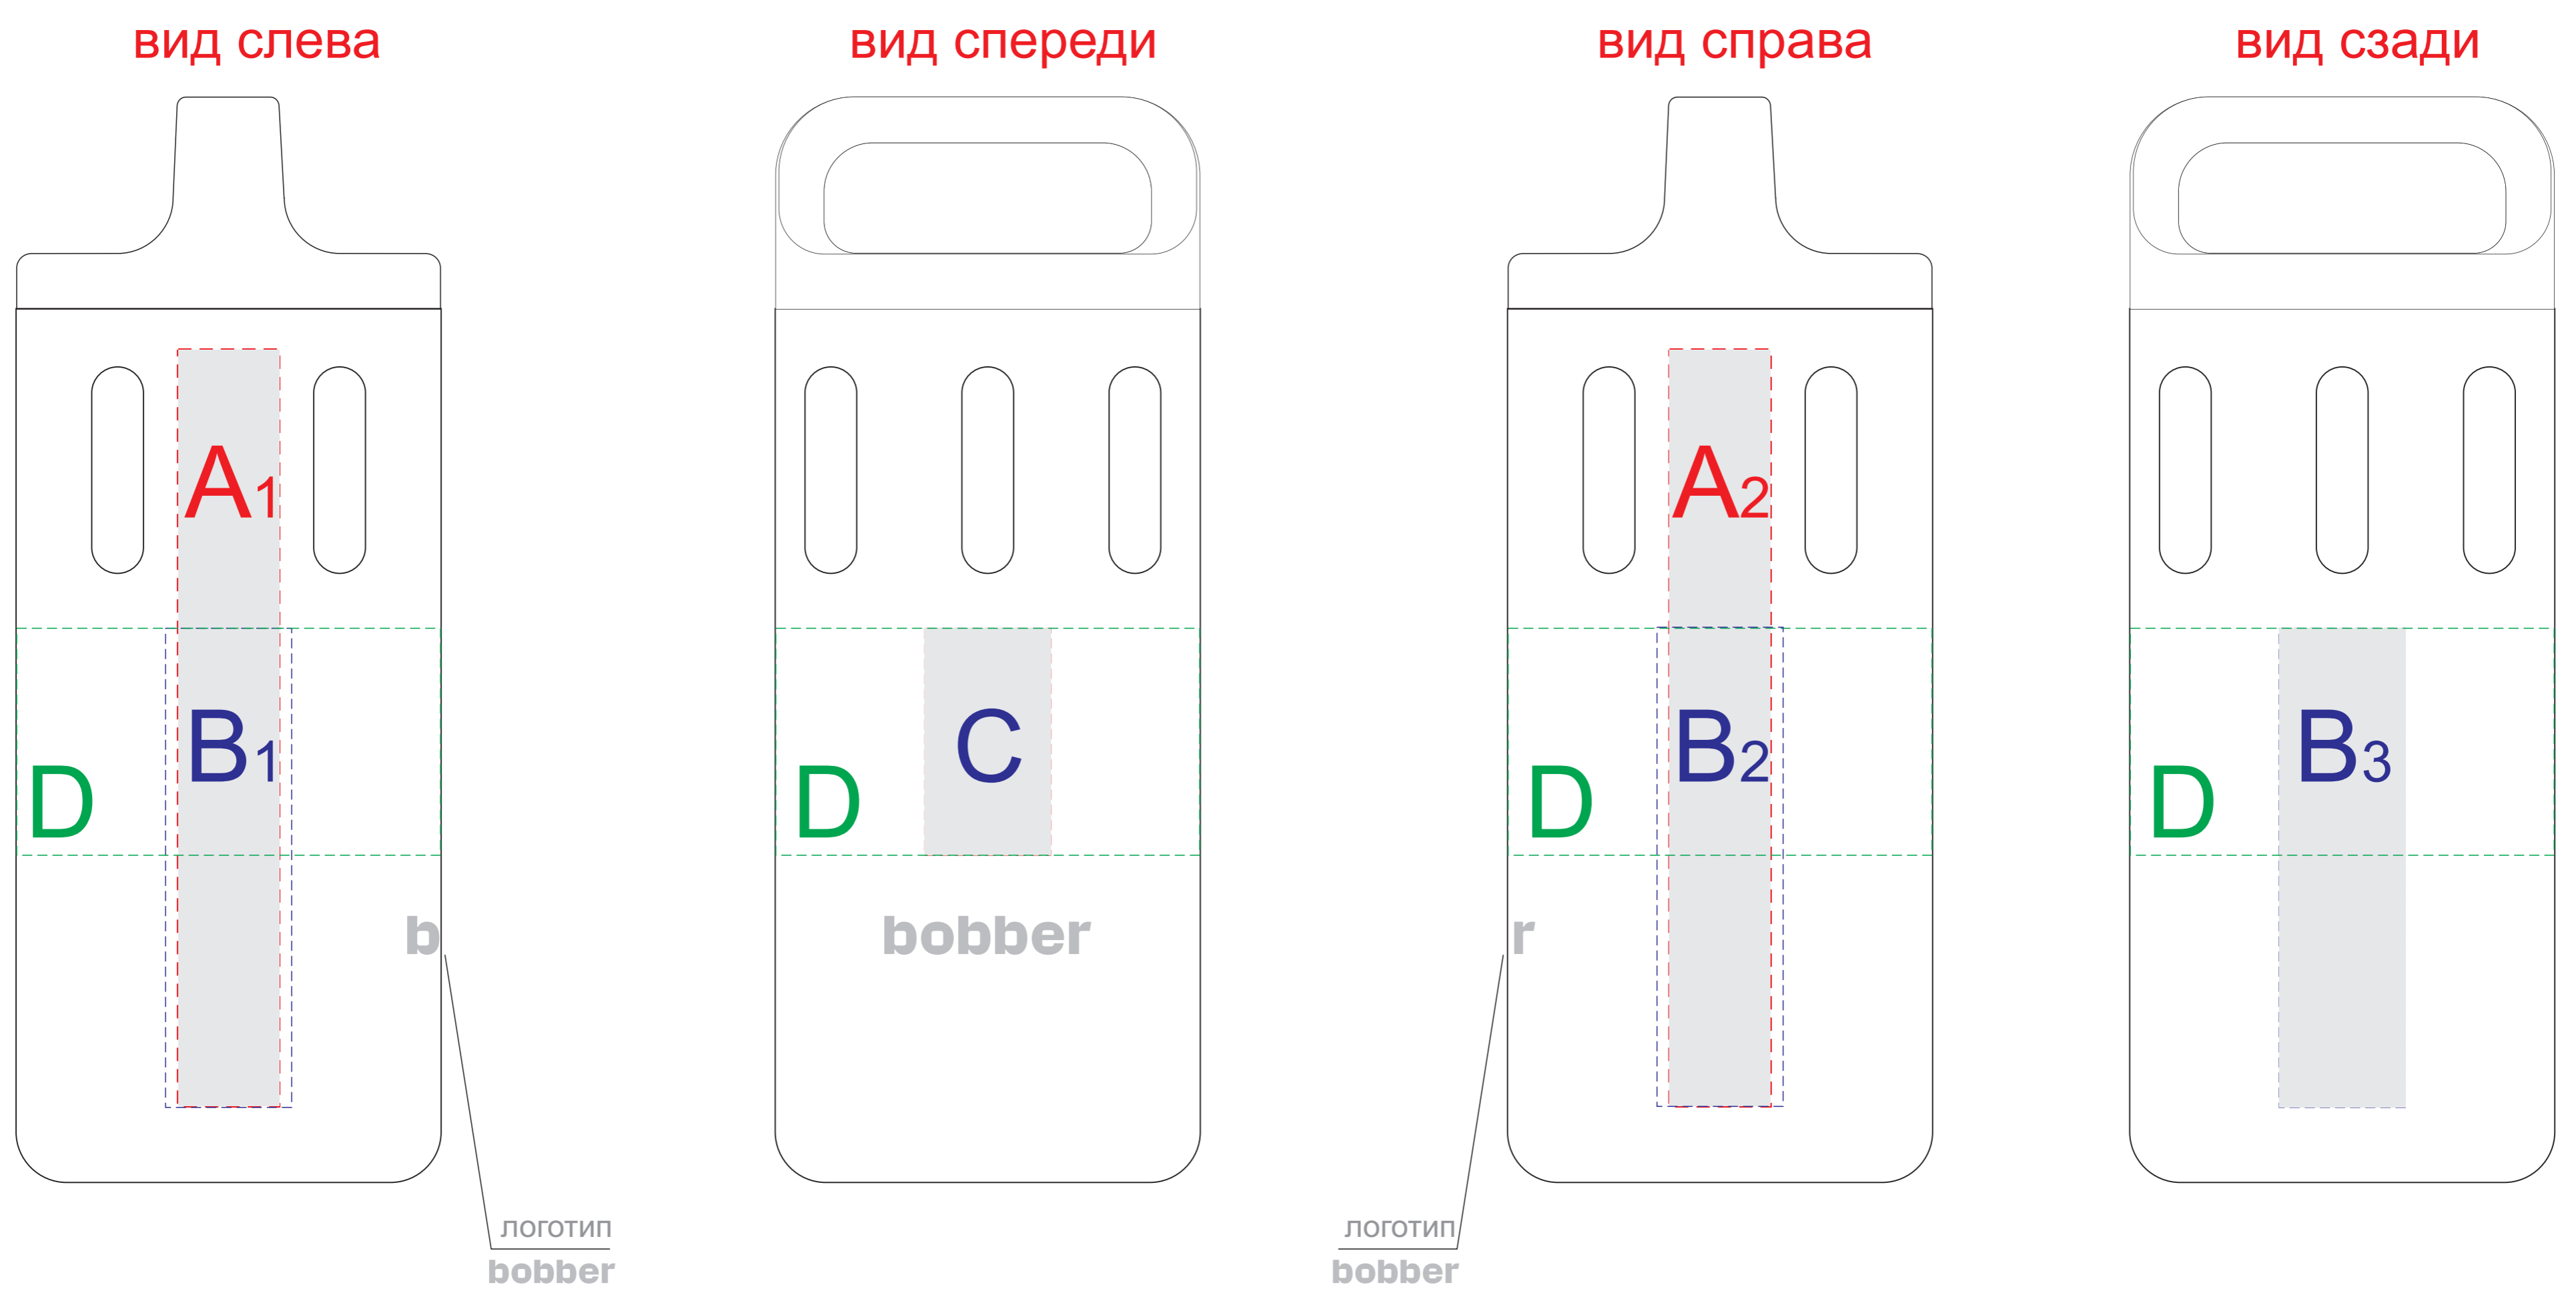 вид слева
вид спереди
вид справа
вид сзади
A1
A2
B1
C
B2
B3
D
D
D
D
b
bobber
r
логотип
bobber
логотип
bobber